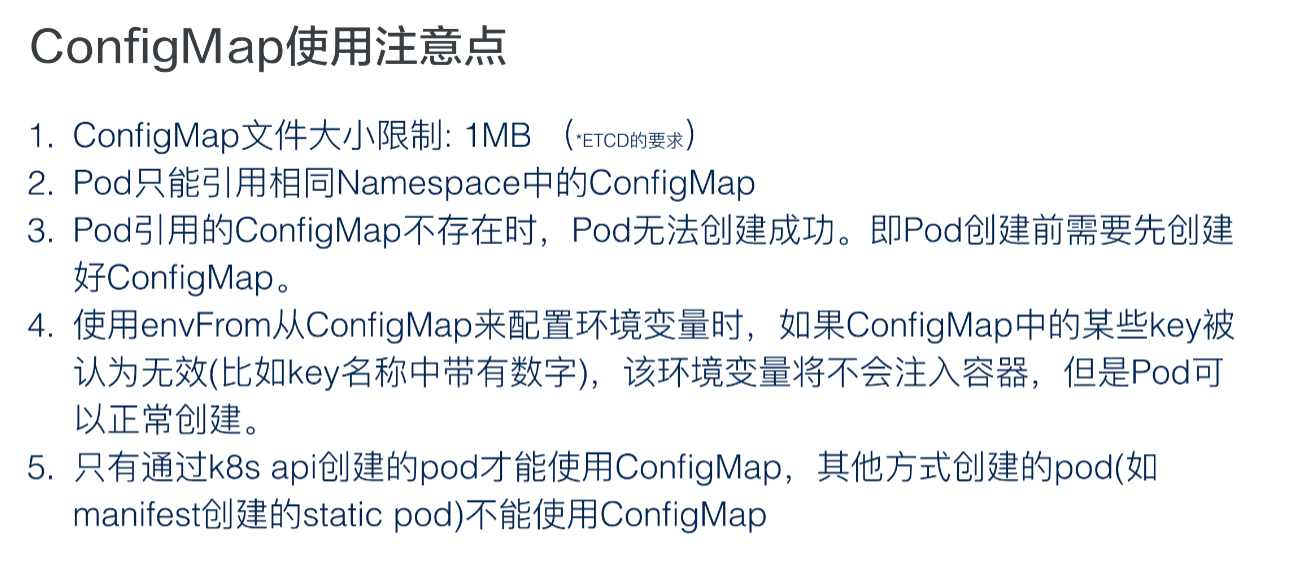 ConfigMap使用注意点
1. ConfigMap文件大小限制: 1MB （*ETCD的要求）
2. Pod只能引用相同Namespace中的ConfigMap
3. Pod引用的ConfigMap不存在时，Pod无法创建成功。即Pod创建前需要先创建
好ConfigMap。
4. 使用envFrom从ConfigMap来配置环境变量时，如果ConfigMap中的某些key被
认为无效(比如key名称中带有数字)，该环境变量将不会注入容器，但是Pod可
以正常创建。
5. 只有通过k8s api创建的pod才能使用ConfigMap，其他方式创建的pod(如
manifest创建的static pod)不能使用ConfigMap